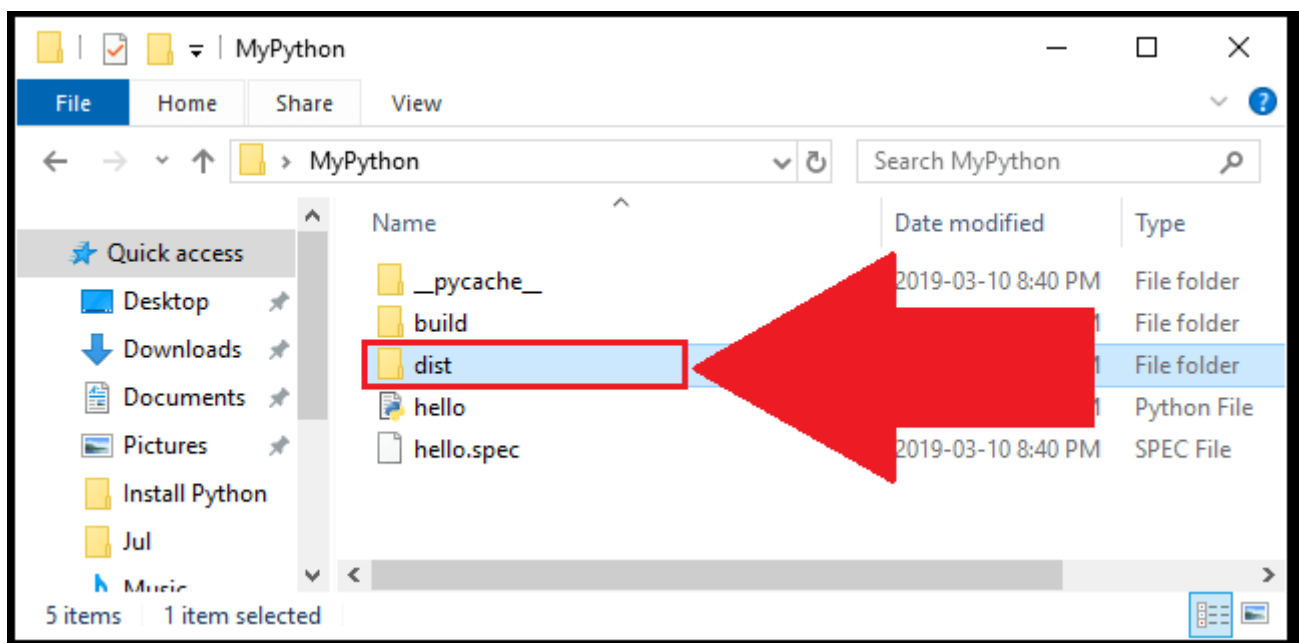 MyPython
File Home Share View
MyPython Search MyPython
Name Date modified Type
Quick access
__pycache__ 2019-03-10 8:40 PM File folder
Desktop
build File folder
Downloads
dist File folder
Documents
hello Python File
Pictures
hello.spec 2019-03-10 8:40 PM SPEC File
Install Python
Jul
Music
5 items 1 item selected